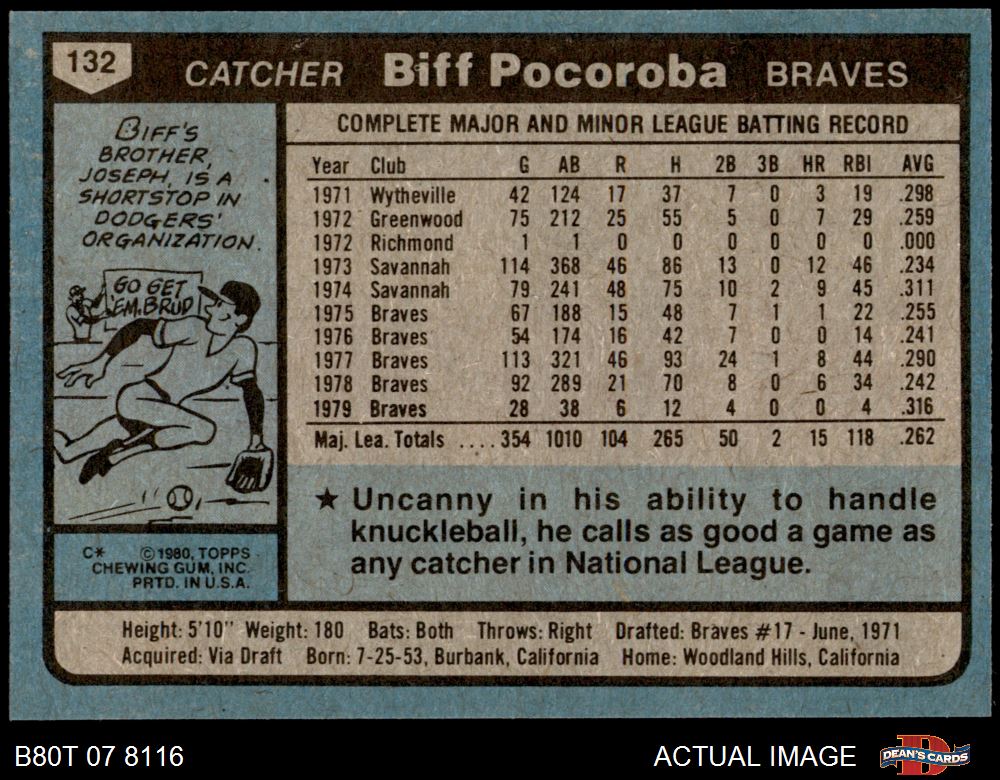 132
CATCHER Biff Pocoroba BRAVES
BIFF'S
BROTHER,
JOSEPH, IS A
SHORTSTOP IN
DODGERS'
ORGANIZATION.
GO GET
'EM, BRUD
C* ©1980, TOPPS
CHEWING GUM, INC.
PRTD. IN U.S.A.
COMPLETE MAJOR AND MINOR LEAGUE BATTING RECORD
Year Club G AB R H 2B 3B HR RBI AVG
1971 Wytheville 42 124 17 37 7 0 3 19 .298
1972 Greenwood 75 212 25 55 5 0 7 29 .259
1972 Richmond 1 1 0 0 0 0 0 0 .000
1973 Savannah 114 368 46 86 13 0 12 46 .234
1974 Savannah 79 241 48 75 10 2 9 45 .311
1975 Braves 67 188 15 48 7 1 1 22 .255
1976 Braves 54 174 16 42 7 0 0 14 .241
1977 Braves 113 321 46 93 24 1 8 44 .290
1978 Braves 92 289 21 70 8 0 6 34 .242
1979 Braves 28 38 6 12 4 0 0 4 .316
Maj. Lea. Totals .... 354 1010 104 265 50 2 15 118 .262
★ Uncanny in his ability to handle
knuckleball, he calls as good a game as
any catcher in National League.
Height: 5'10" Weight: 180 Bats: Both Throws: Right Drafted: Braves #17 - June, 1971
Acquired: Via Draft Born: 7-25-53, Burbank, California Home: Woodland Hills, California
B80T 07 8116 ACTUAL IMAGE DEAN'S CARDS